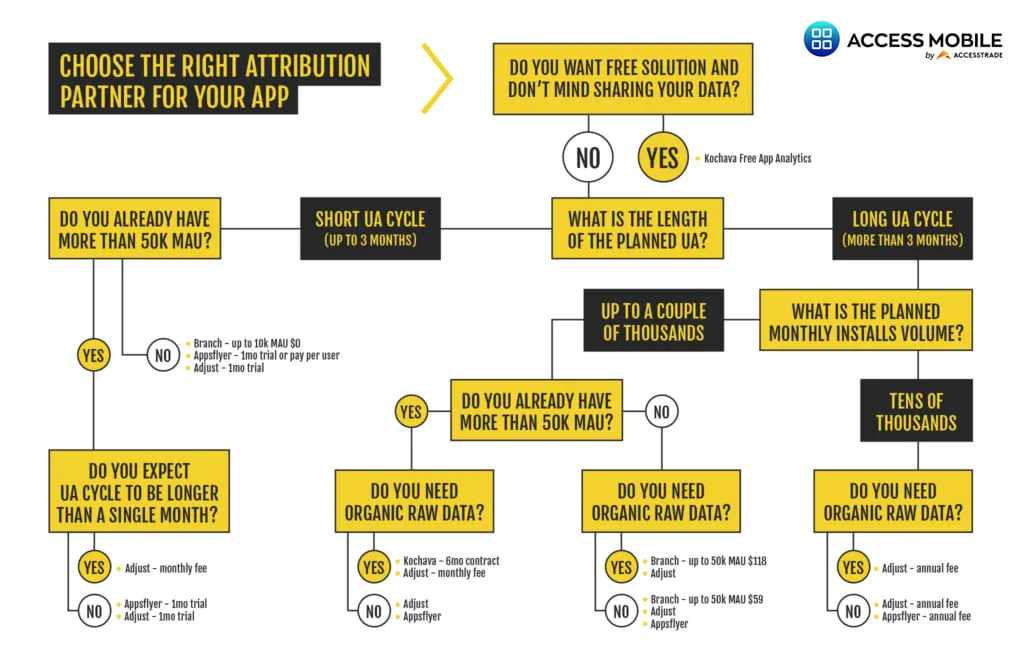 ACCESS MOBILE
by ACCESSTRADE
CHOOSE THE RIGHT ATTRIBUTION
PARTNER FOR YOUR APP
DO YOU WANT FREE SOLUTION AND
DON'T MIND SHARING YOUR DATA?
NO
YES
Kochava Free App Analytics
DO YOU ALREADY HAVE
MORE THAN 50K MAU?
SHORT UA CYCLE
(UP TO 3 MONTHS)
WHAT IS THE LENGTH
OF THE PLANNED UA?
LONG UA CYCLE
(MORE THAN 3 MONTHS)
UP TO A COUPLE
OF THOUSANDS
WHAT IS THE PLANNED
MONTHLY INSTALLS VOLUME?
YES
NO
Branch – up to 10k MAU $0
Appsflyer – 1mo trial or pay per user
Adjust – 1mo trial
YES
DO YOU ALREADY HAVE
MORE THAN 50K MAU?
NO
TENS OF
THOUSANDS
DO YOU EXPECT
UA CYCLE TO BE LONGER
THAN A SINGLE MONTH?
DO YOU NEED
ORGANIC RAW DATA?
DO YOU NEED
ORGANIC RAW DATA?
DO YOU NEED
ORGANIC RAW DATA?
YES
Adjust – monthly fee
NO
Appsflyer – 1mo trial
Adjust – 1mo trial
YES
Kochava – 6mo contract
Adjust – monthly fee
NO
Adjust
Appsflyer
YES
Branch – up to 50k MAU $118
Adjust
NO
Branch – up to 50k MAU $59
Adjust
Appsflyer
YES
Adjust – annual fee
NO
Adjust – annual fee
Appsflyer – annual fee